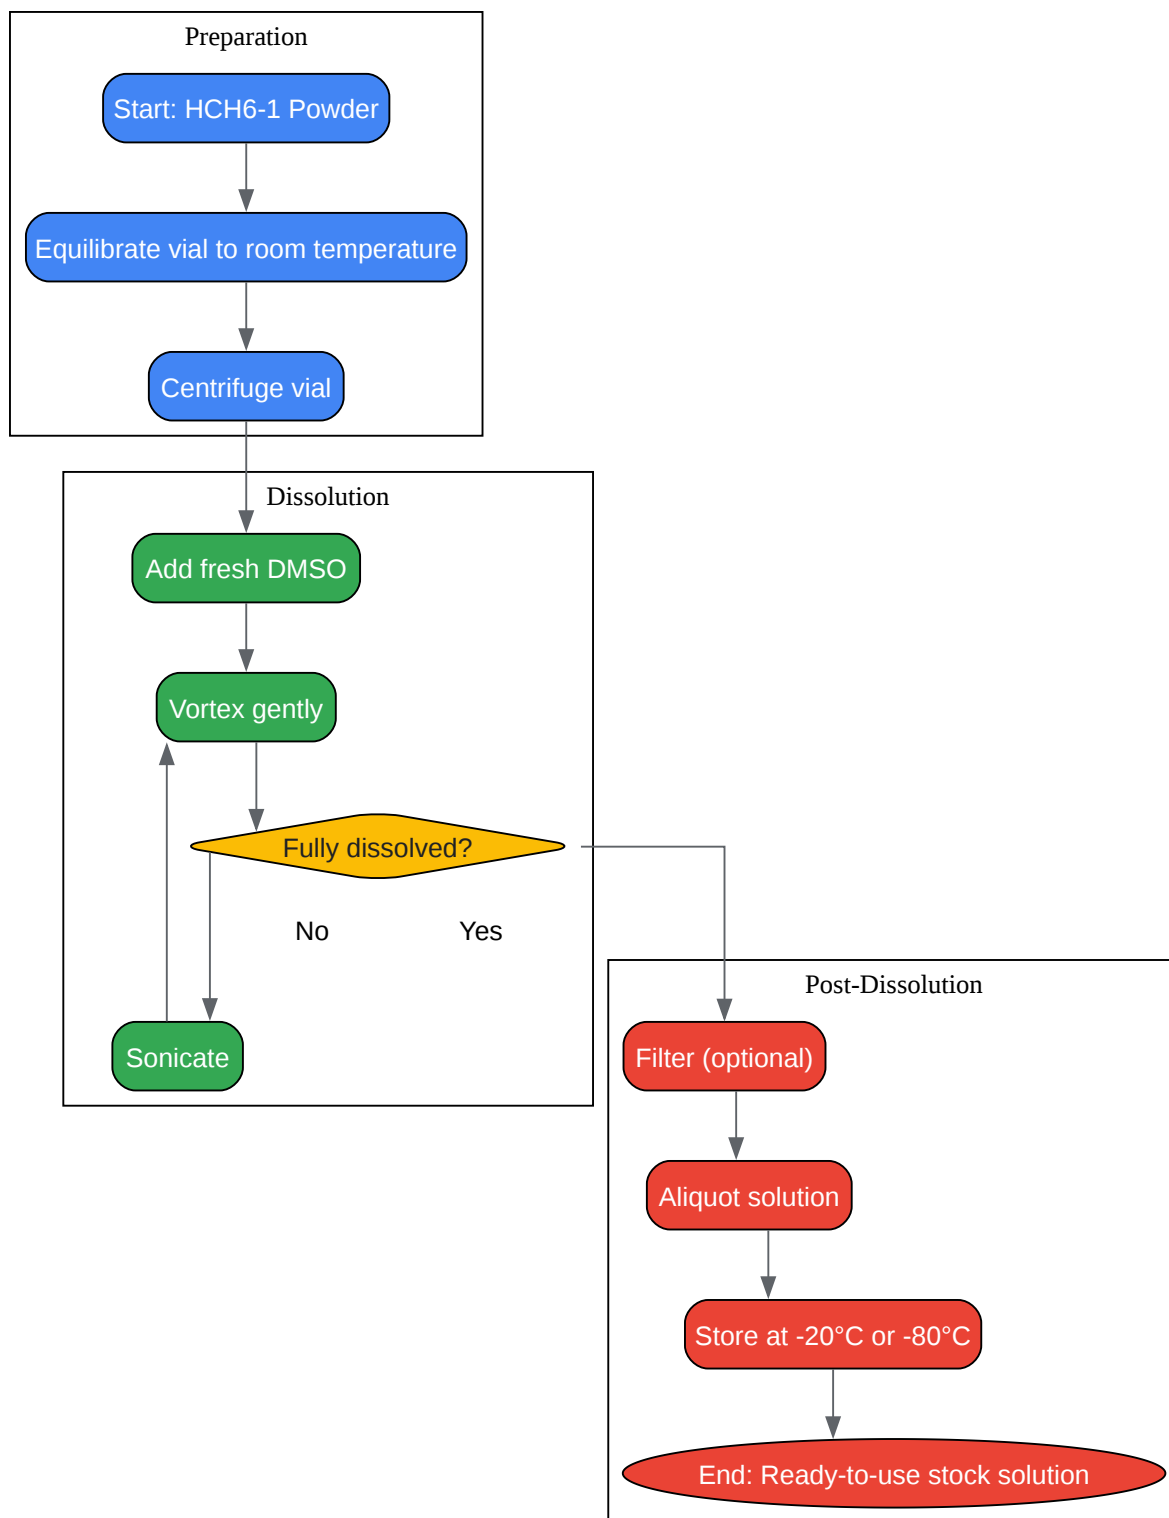 Preparation
Start: HCH6-1 Powder
Equilibrate vial to room temperature
Centrifuge vial
Dissolution
Add fresh DMSO
Vortex gently
Fully dissolved?
No
Yes
Sonicate
Post-Dissolution
Filter (optional)
Aliquot solution
Store at -20°C or -80°C
End: Ready-to-use stock solution